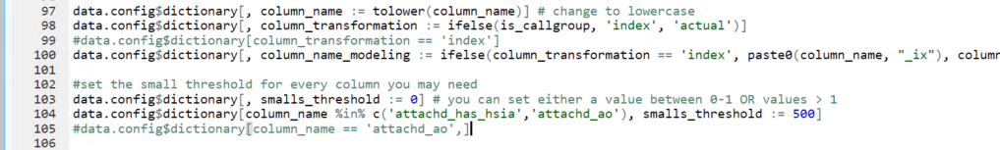 97 data.config$dictionary[, column_name := tolower(column_name)] # change to lowercase
98 data.config$dictionary[, column_transformation := ifelse(is_callgroup, 'index', 'actual')]
99 #data.config$dictionary[column_transformation == 'index']
100 data.config$dictionary[, column_name_modeling := ifelse(column_transformation == 'index', paste0(column_name, "_ix"), column
101
102 #set the small threshold for every column you may need
103 data.config$dictionary[, smalls_threshold := 0] # you can set either a value between 0-1 OR values > 1
104 data.config$dictionary[column_name %in% c('attachd_has_hsia','attachd_ao'), smalls_threshold := 500]
105 #data.config$dictionary[column_name == 'attachd_ao',]
106